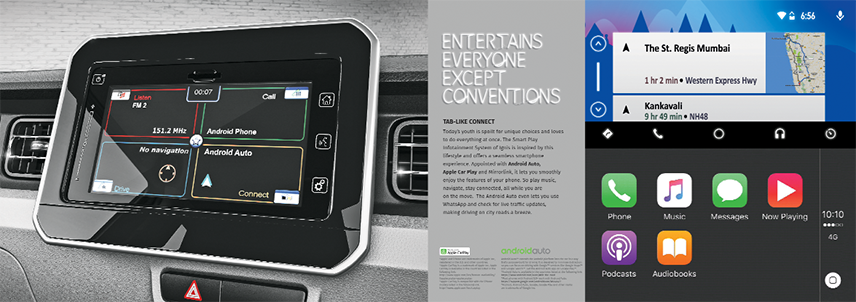 Listen
FM 2
00:07
Call
151.2 MHz
Android Phone
No navigation
Android Auto
Drive
Connect
ENTERTAINS
EVERYONE
EXCEPT
CONVENTIONS
TAB-LIKE CONNECT
Today's youth is spoilt for unique choices and loves
to do everything at once. The Smart Play
Infotainment System of Ignis is inspired by this
lifestyle and offers a seamless smartphone
experience. Appointed with Android Auto,
Apple Car Play and Mirrorlink, it lets you smoothly
enjoy the features of your phone. So play music,
navigate, stay connected, all while you are
on the move. The Android Auto even lets you use
WhatsApp and check for live traffic updates,
making driving on city roads a breeze.
Apple CarPlay
androidauto
6:56
The St. Regis Mumbai
1 hr 2 min • Western Express Hwy
Kankavali
9 hr 49 min • NH48
Phone
Music
Messages
Now Playing
10:10
4G
Podcasts
Audiobooks